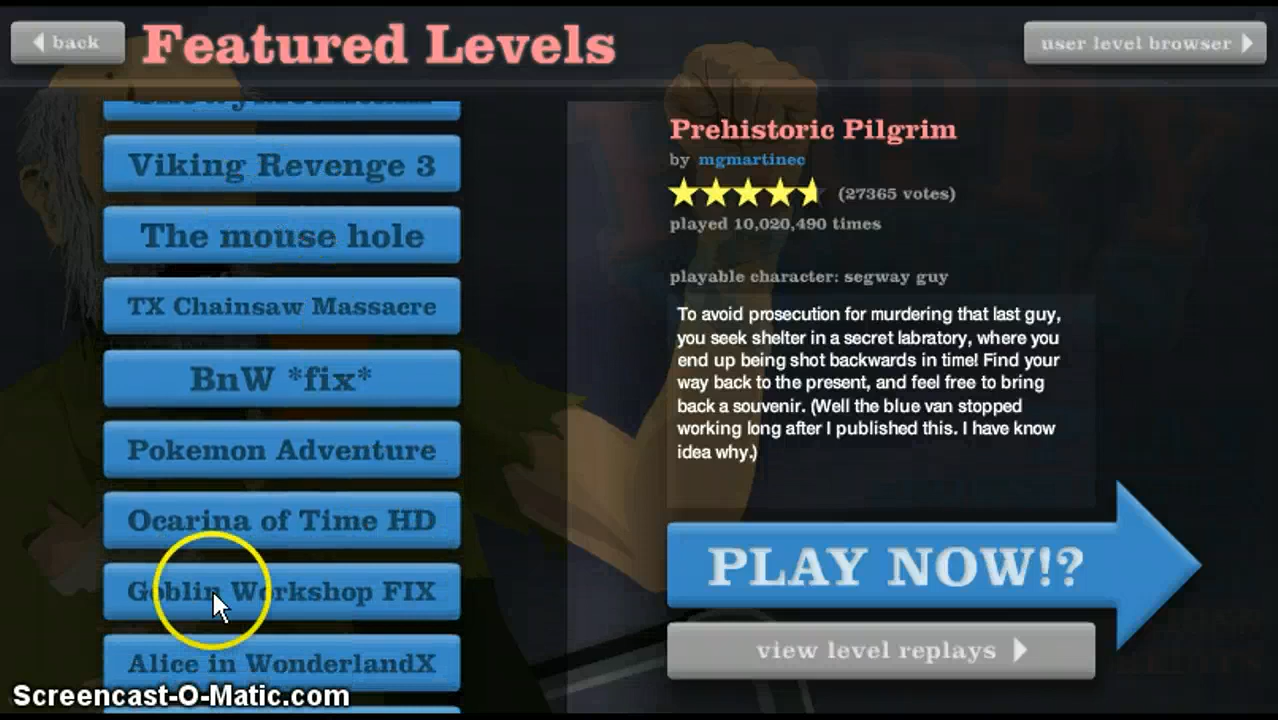 back
Featured Levels
user level browser
Viking Revenge 3
The mouse hole
TX Chainsaw Massacre
BnW *fix*
Pokemon Adventure
Ocarina of Time HD
Goblin Workshop FIX
Alice in WonderlandX
Prehistoric Pilgrim
by mgmartinec
(27365 votes)
played 10,020,490 times
playable character: segway guy
To avoid prosecution for murdering that last guy,
you seek shelter in a secret labratory, where you
end up being shot backwards in time! Find your
way back to the present, and feel free to bring
back a souvenir. (Well the blue van stopped
working long after I published this. I have know
idea why.)
PLAY NOW!?
view level replays
Screencast-O-Matic.com